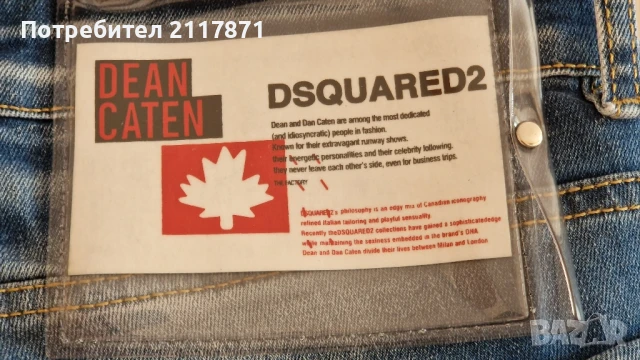 Потребител 2117871
DEAN
CATEN
DSQUARED2
Dean and Dan Caten are among the most dedicated
(and idiosyncratic) people in fashion.
Known for their extravagant runway shows.
their energetic personalities and their celebrity following.
they never leave each other's side, even for business trips.
THE FACTORY
DSQUARED2's philosophy is an edgy mix of Canadian iconography
refined Italian tailoring and playful sensuality.
Recently theDSQUARED2 collections have gained a sophisticatededge
while maintaining the sexiness embedded in the brand's DNA.
Dean and Dan Caten divide their lives between Milan and London
BAZAR